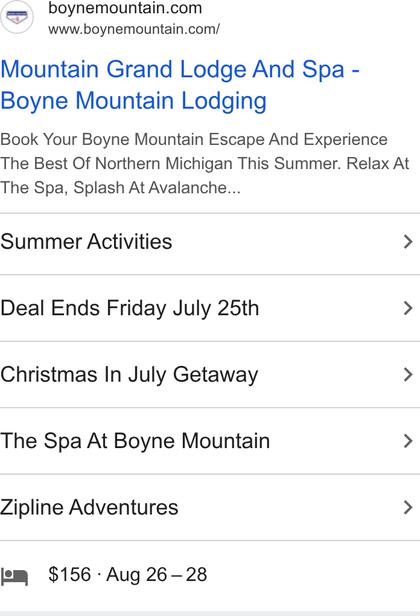 boynemountain.com
www.boynemountain.com/
Mountain Grand Lodge And Spa -
Boyne Mountain Lodging
Book Your Boyne Mountain Escape And Experience
The Best Of Northern Michigan This Summer. Relax At
The Spa, Splash At Avalanche...
Summer Activities
Deal Ends Friday July 25th
Christmas In July Getaway
The Spa At Boyne Mountain
Zipline Adventures
$156 · Aug 26 – 28